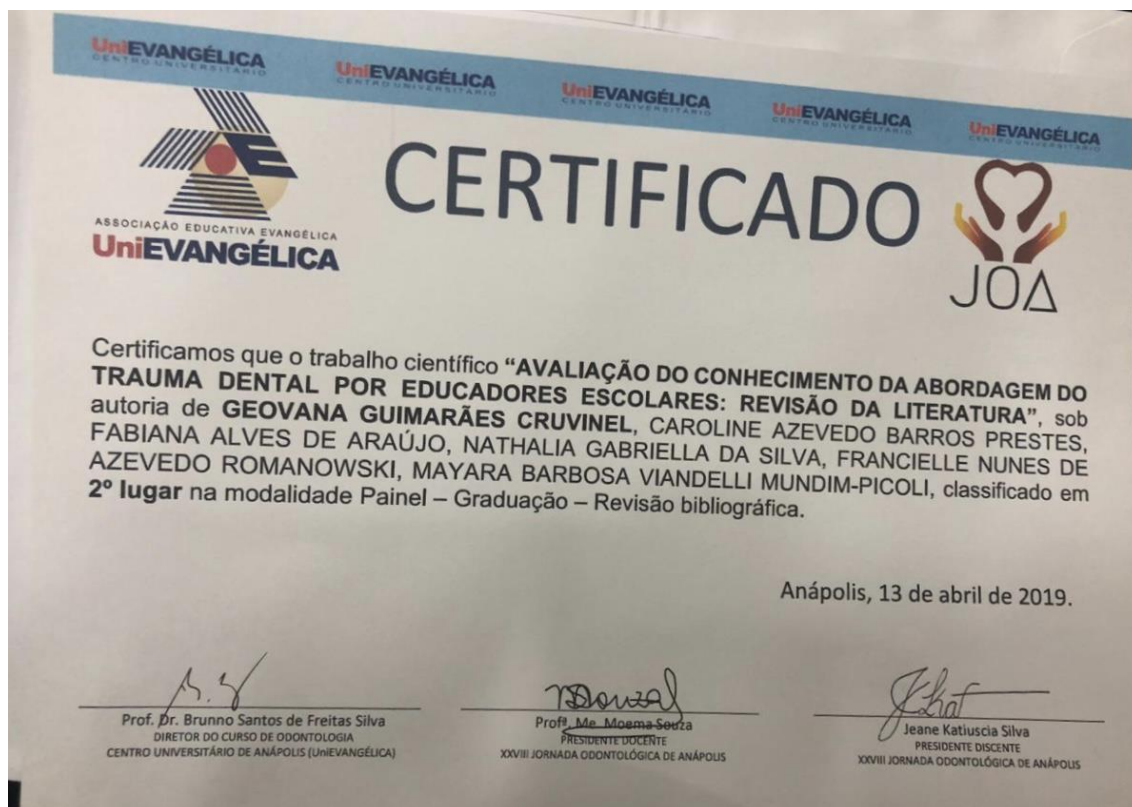 UniEVANGÉLICA
CENTRO UNIVERSITÁRIO
UniEVANGÉLICA
CENTRO UNIVERSITÁRIO
UniEVANGÉLICA
CENTRO UNIVERSITÁRIO
UniEVANGÉLICA
CENTRO UNIVERSITÁRIO
UniEVANGÉLICA
CENTRO UNIVERSITÁRIO
E
ASSOCIAÇÃO EDUCATIVA EVANGÉLICA
UniEVANGÉLICA
CERTIFICADO
JOA
Certificamos que o trabalho científico “AVALIAÇÃO DO CONHECIMENTO DA ABORDAGEM DO
TRAUMA DENTAL POR EDUCADORES ESCOLARES: REVISÃO DA LITERATURA”, sob
autoria de GEOVANA GUIMARÃES CRUVINEL, CAROLINE AZEVEDO BARROS PRESTES,
FABIANA ALVES DE ARAÚJO, NATHALIA GABRIELLA DA SILVA, FRANCIELLE NUNES DE
AZEVEDO ROMANOWSKI, MAYARA BARBOSA VIANDELLI MUNDIM-PICOLI, classificado em
2º lugar na modalidade Painel – Graduação – Revisão bibliográfica.
Anápolis, 13 de abril de 2019.
Prof. Dr. Brunno Santos de Freitas Silva
DIRETOR DO CURSO DE ODONTOLOGIA
CENTRO UNIVERSITÁRIO DE ANÁPOLIS (UniEVANGÉLICA)
Profª. Me. Moema Souza
PRESIDENTE DOCENTE
XXVIII JORNADA ODONTOLÓGICA DE ANÁPOLIS
Jeane Katiuscia Silva
PRESIDENTE DISCENTE
XXVIII JORNADA ODONTOLÓGICA DE ANÁPOLIS